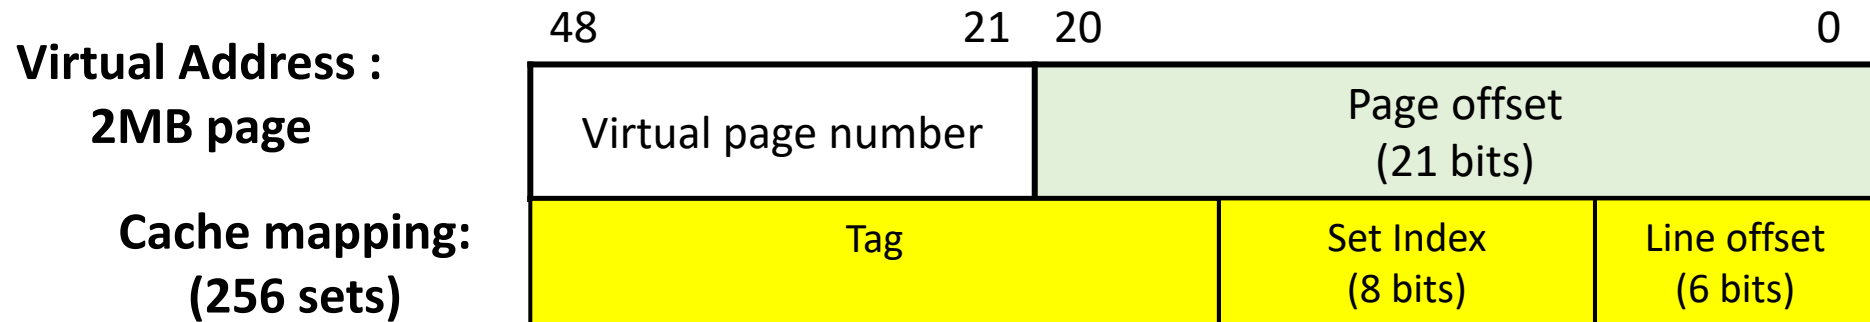 48 21 20 0
Virtual Address :
2MB page
Virtual page number
Page offset
(21 bits)
Cache mapping:
(256 sets)
Tag
Set Index
(8 bits)
Line offset
(6 bits)